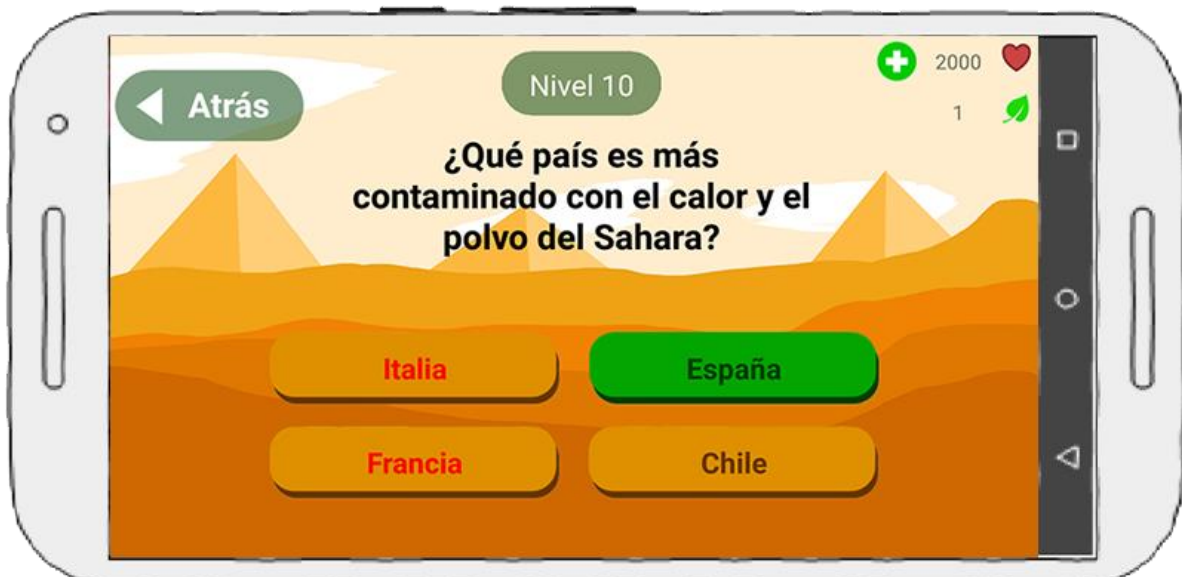 Atrás
Nivel 10
2000
1
¿Qué país es más
contaminado con el calor y el
polvo del Sahara?
Italia
España
Francia
Chile